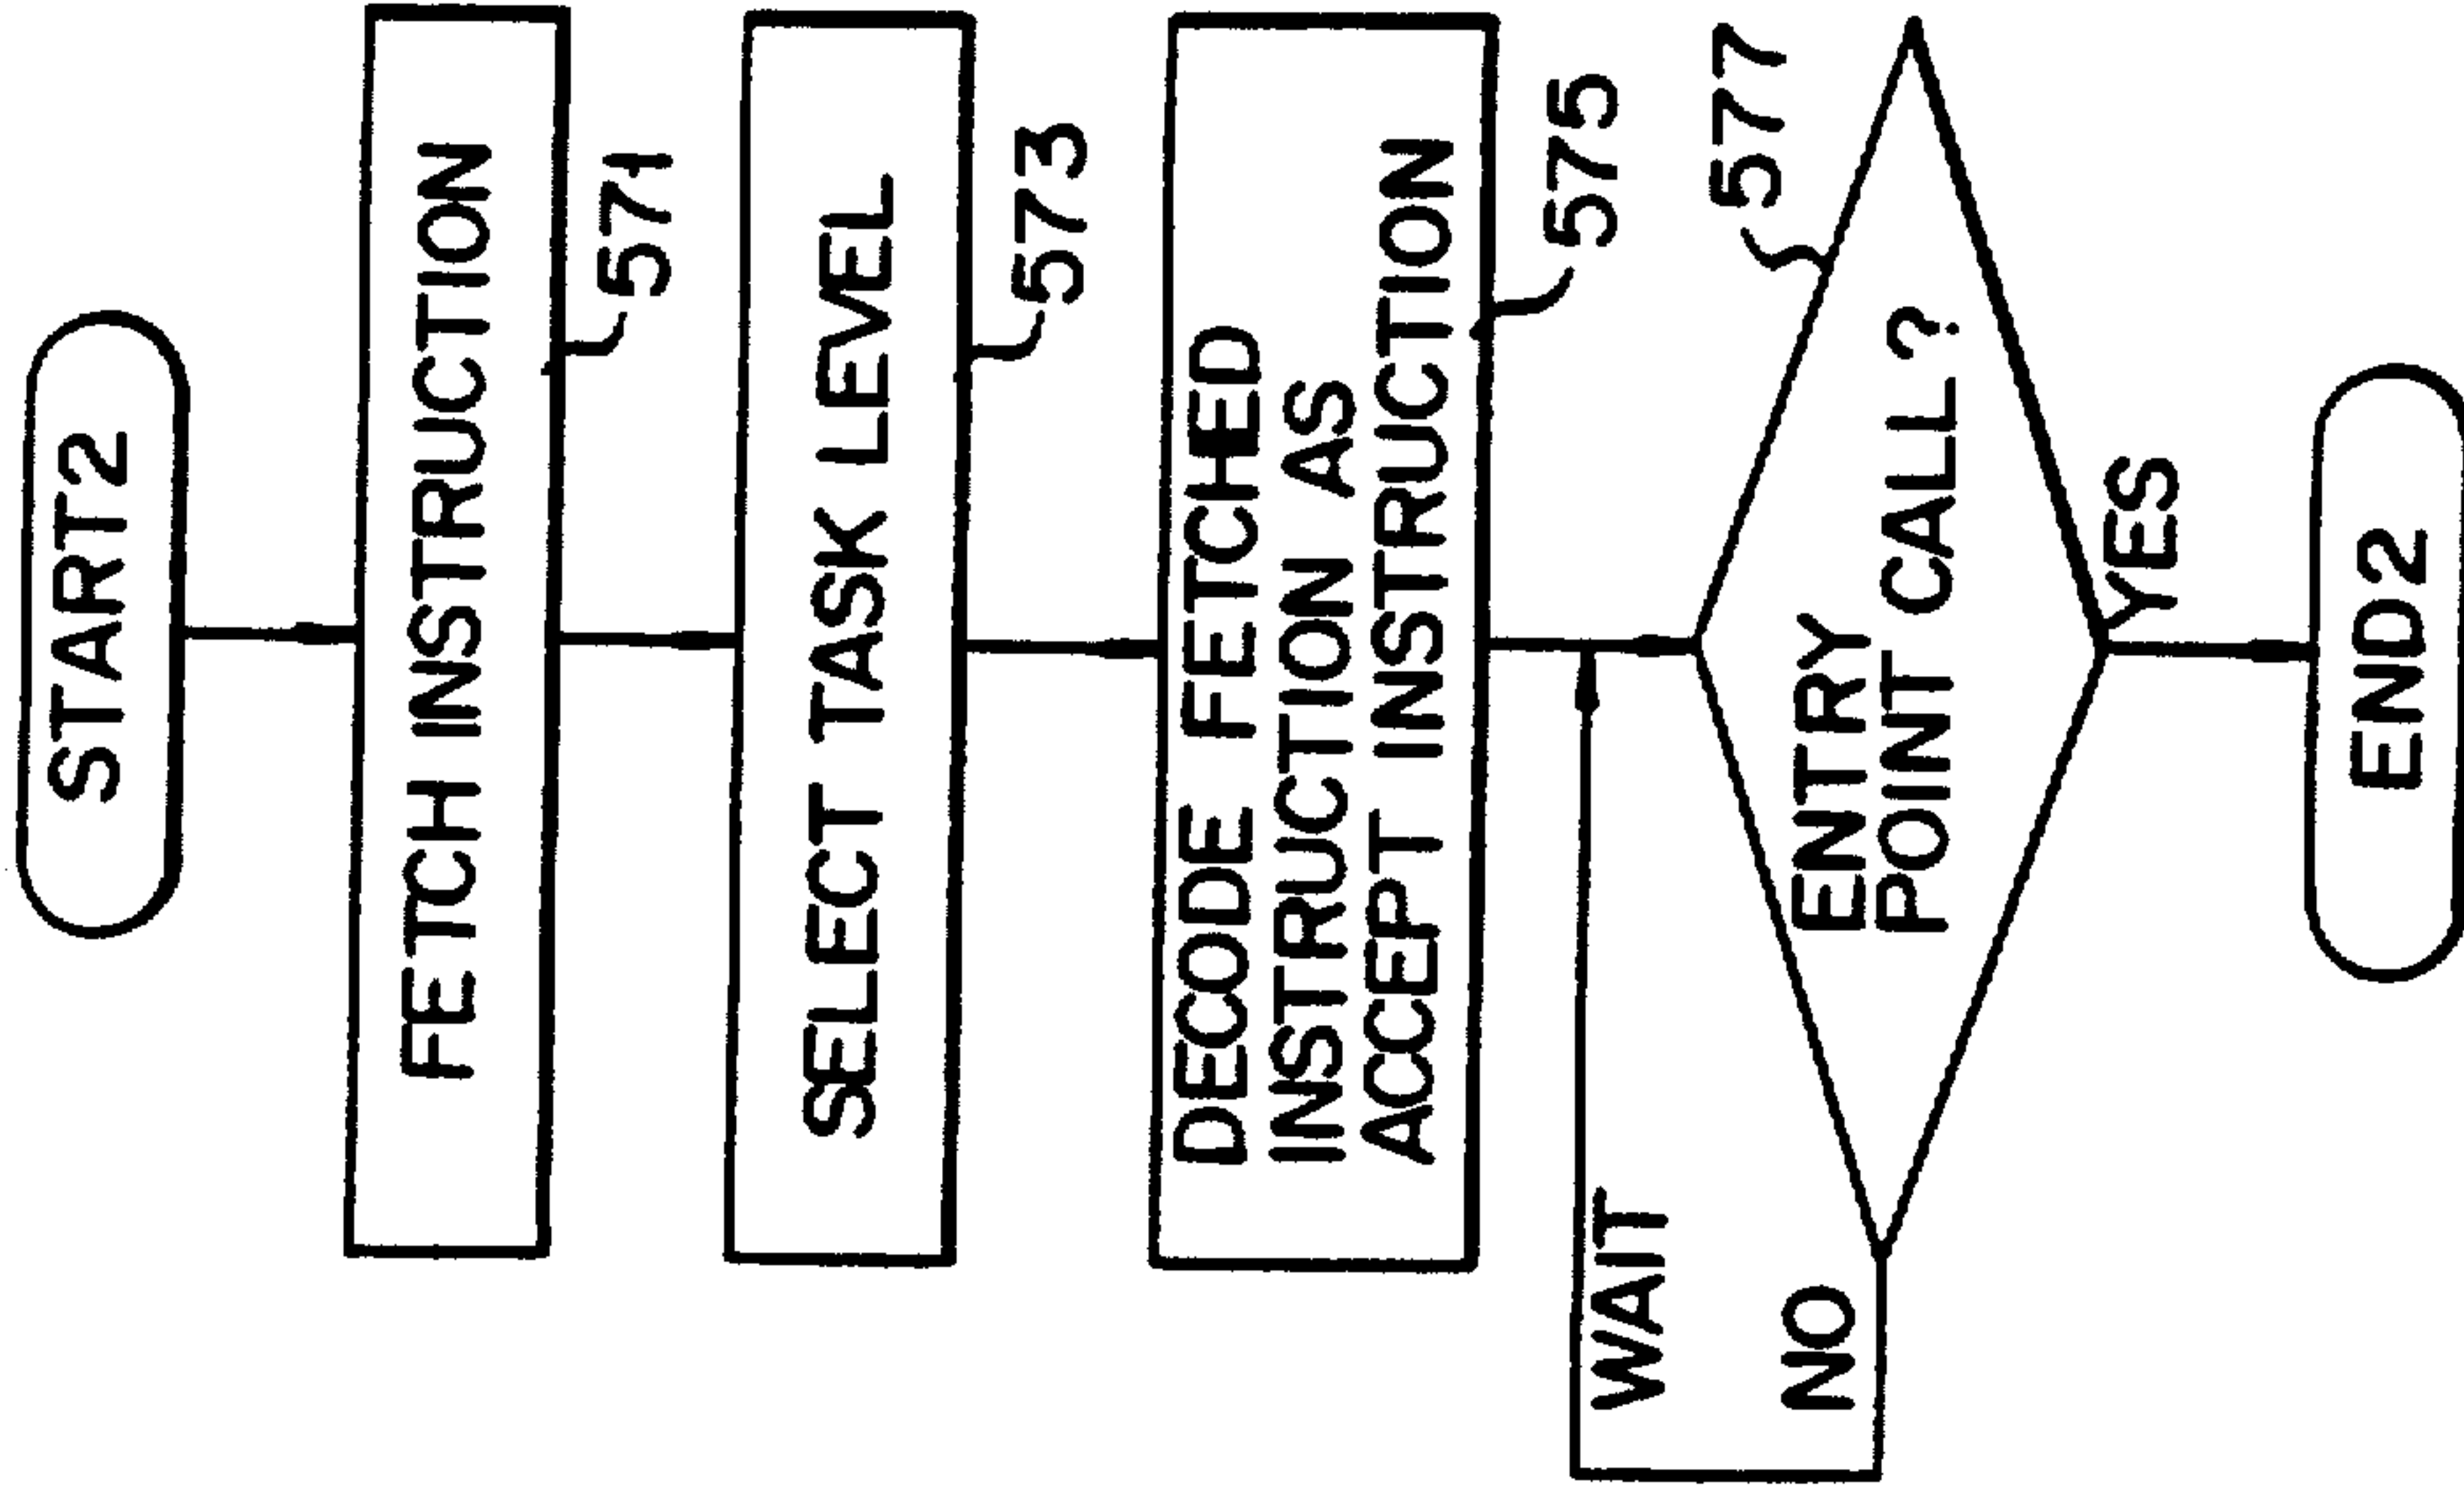 START2
FETCH INSTRUCTION
571
SELECT TASK LEVEL
573
DECODE FETCHED
INSTRUCTION AS
ACCEPT INSTRUCTION
575
WAIT
577
NO
ENTRY
POINT CALL ?
YES
END2